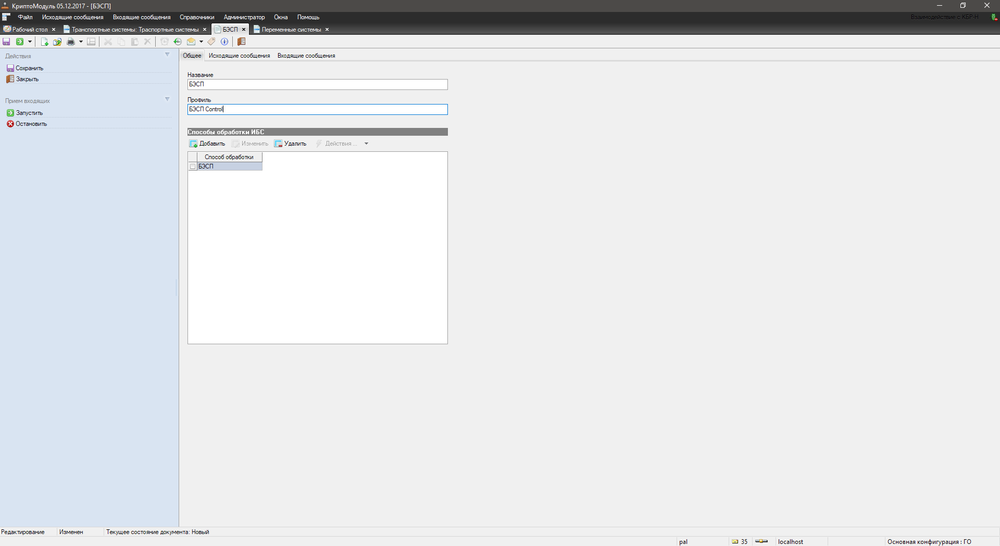 КриптоМодуль 05.12.2017 - [БЭСП]
Файл Исходящие сообщения Входящие сообщения Справочники Администратор Окна Помощь Взаимодействие с КБР-Н
Рабочий стол Транспортные системы: Траспортные системы БЭСП Переменные системы
Действия
Сохранить
Закрыть
Прием входящих
Запустить
Остановить
Общее Исходящие сообщения Входящие сообщения
Название
БЭСП
Профиль
БЭСП Control
Способы обработки ИБС
Добавить Изменить Удалить Действия ...
Способ обработки
БЭСП
Редактирование Изменен Текущее состояние документа: Новый
pal 35 localhost Основная конфигурация : ГО